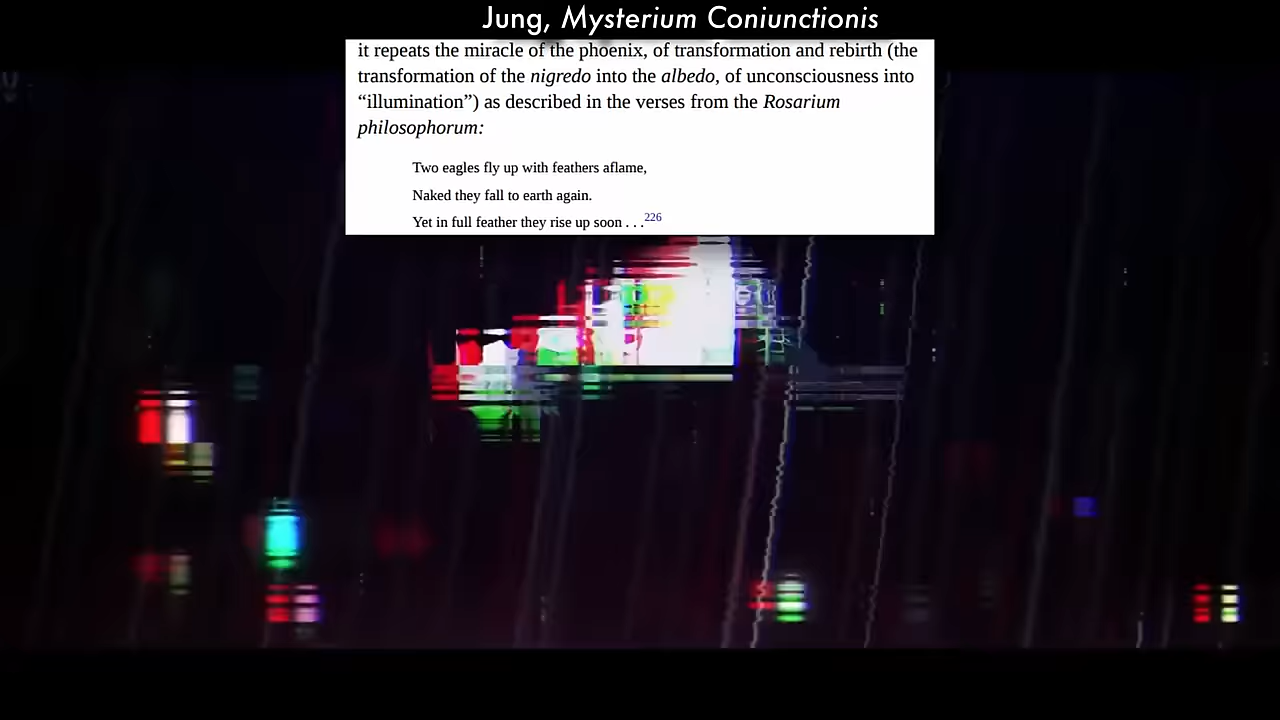 Jung, Mysterium Coniunctionis
it repeats the miracle of the phoenix, of transformation and rebirth (the
transformation of the nigredo into the albedo, of unconsciousness into
“illumination”) as described in the verses from the Rosarium
philosophorum:
Two eagles fly up with feathers aflame,
Naked they fall to earth again.
Yet in full feather they rise up soon . . .226